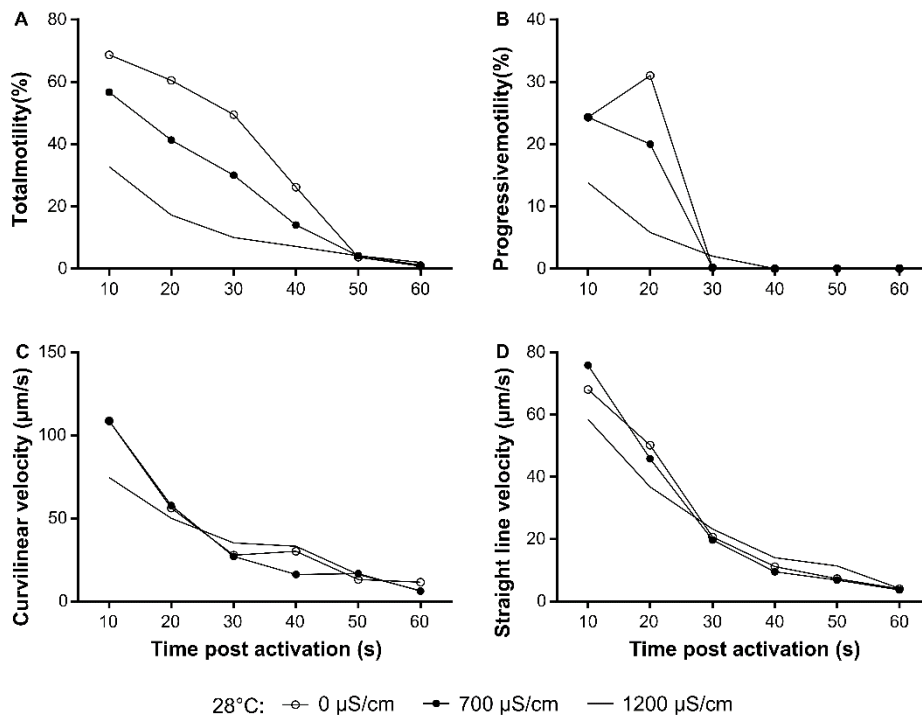 A
Totalmotility(%)
80
60
40
20
0
10 20 30 40 50 60
B
Progressivemotility(%)
40
30
20
10
0
10 20 30 40 50 60
C
Curvilinear velocity (µm/s)
150
100
50
0
10 20 30 40 50 60
Time post activation (s)
D
Straight line velocity (µm/s)
80
60
40
20
0
10 20 30 40 50 60
Time post activation (s)
28°C: 0 µS/cm 700 µS/cm 1200 µS/cm